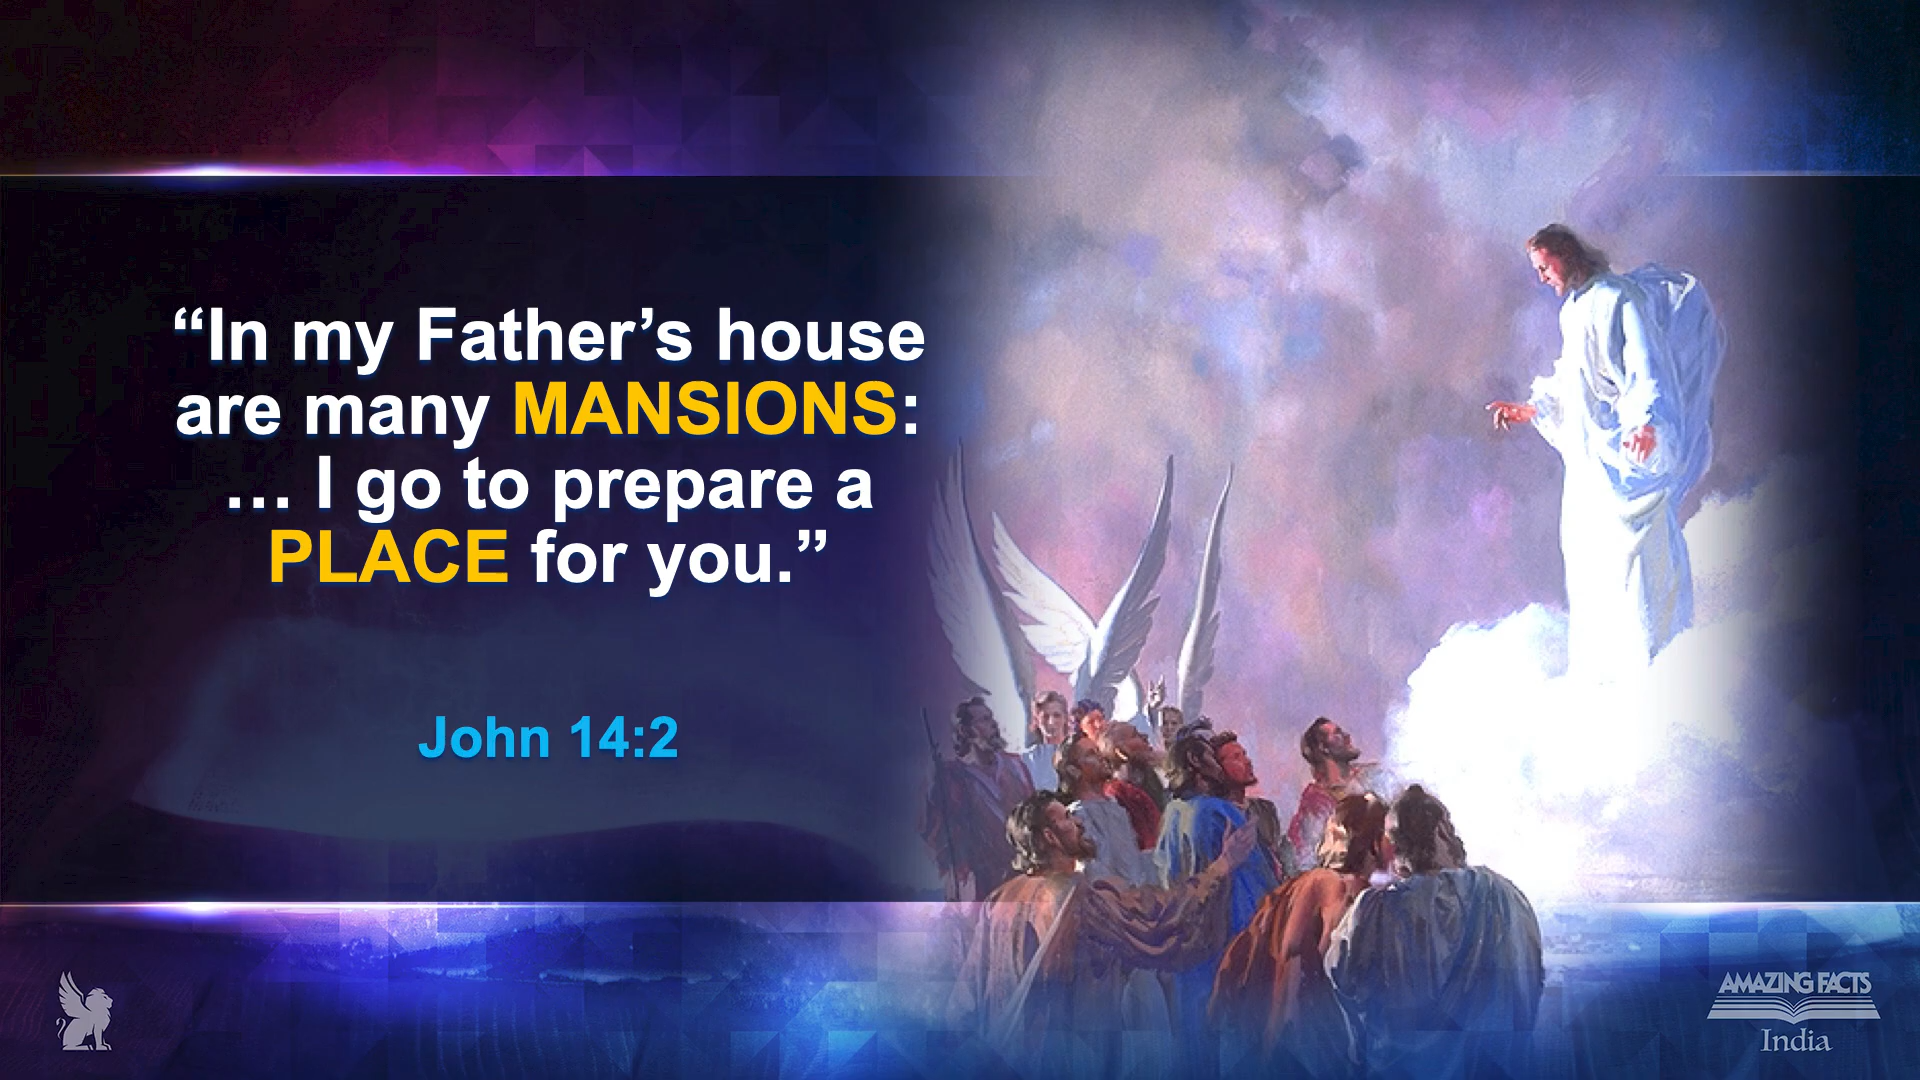 “In my Father’s house
are many MANSIONS:
… I go to prepare a
PLACE for you.”
John 14:2
AMAZING FACTS
India